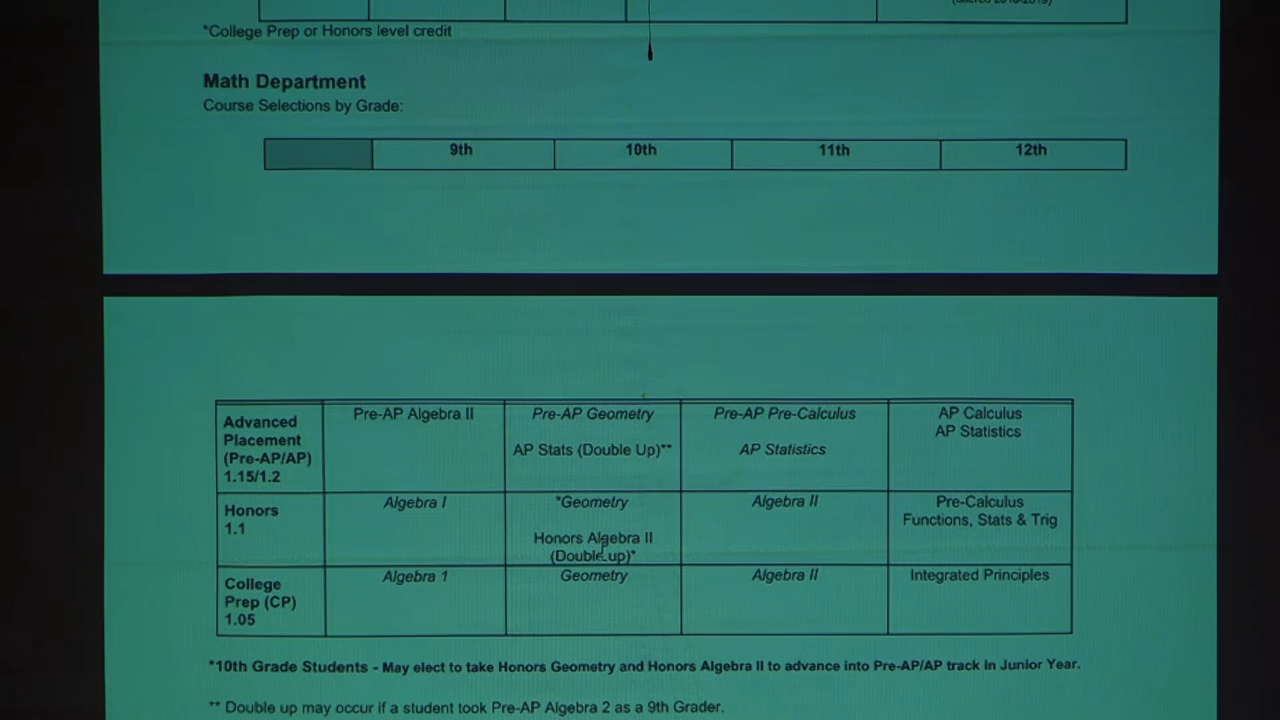 *College Prep or Honors level credit
Math Department
Course Selections by Grade:
9th 10th 11th 12th
Advanced Placement (Pre-AP/AP) 1.15/1.2
Pre-AP Algebra II
Pre-AP Geometry
AP Stats (Double Up)**
Pre-AP Pre-Calculus
AP Statistics
AP Calculus
AP Statistics
Honors
1.1
Algebra I
*Geometry
Honors Algebra II
(Double up)*
Algebra II
Pre-Calculus
Functions, Stats & Trig
College
Prep (CP)
1.05
Algebra 1
Geometry
Algebra II
Integrated Principles
*10th Grade Students - May elect to take Honors Geometry and Honors Algebra II to advance into Pre-AP/AP track in Junior Year.
** Double up may occur if a student took Pre-AP Algebra 2 as a 9th Grader.